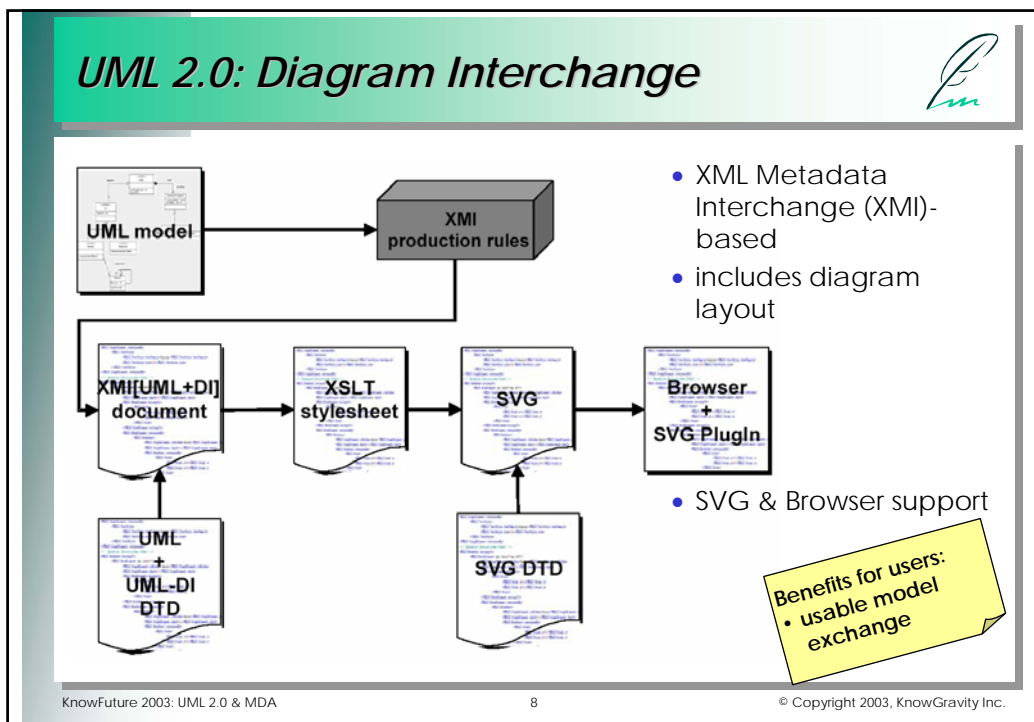 UML 2.0: Diagram Interchange
UML model
XMI
production rules
• XML Metadata
Interchange (XMI)-
based
• includes diagram
layout
XMI[UML+DI]
document
XSLT
stylesheet
SVG
Browser
+
SVG PlugIn
• SVG & Browser support
UML
+
UML-DI
DTD
SVG DTD
Benefits for users:
• usable model
exchange
KnowFuture 2003: UML 2.0 & MDA
8
© Copyright 2003, KnowGravity Inc.